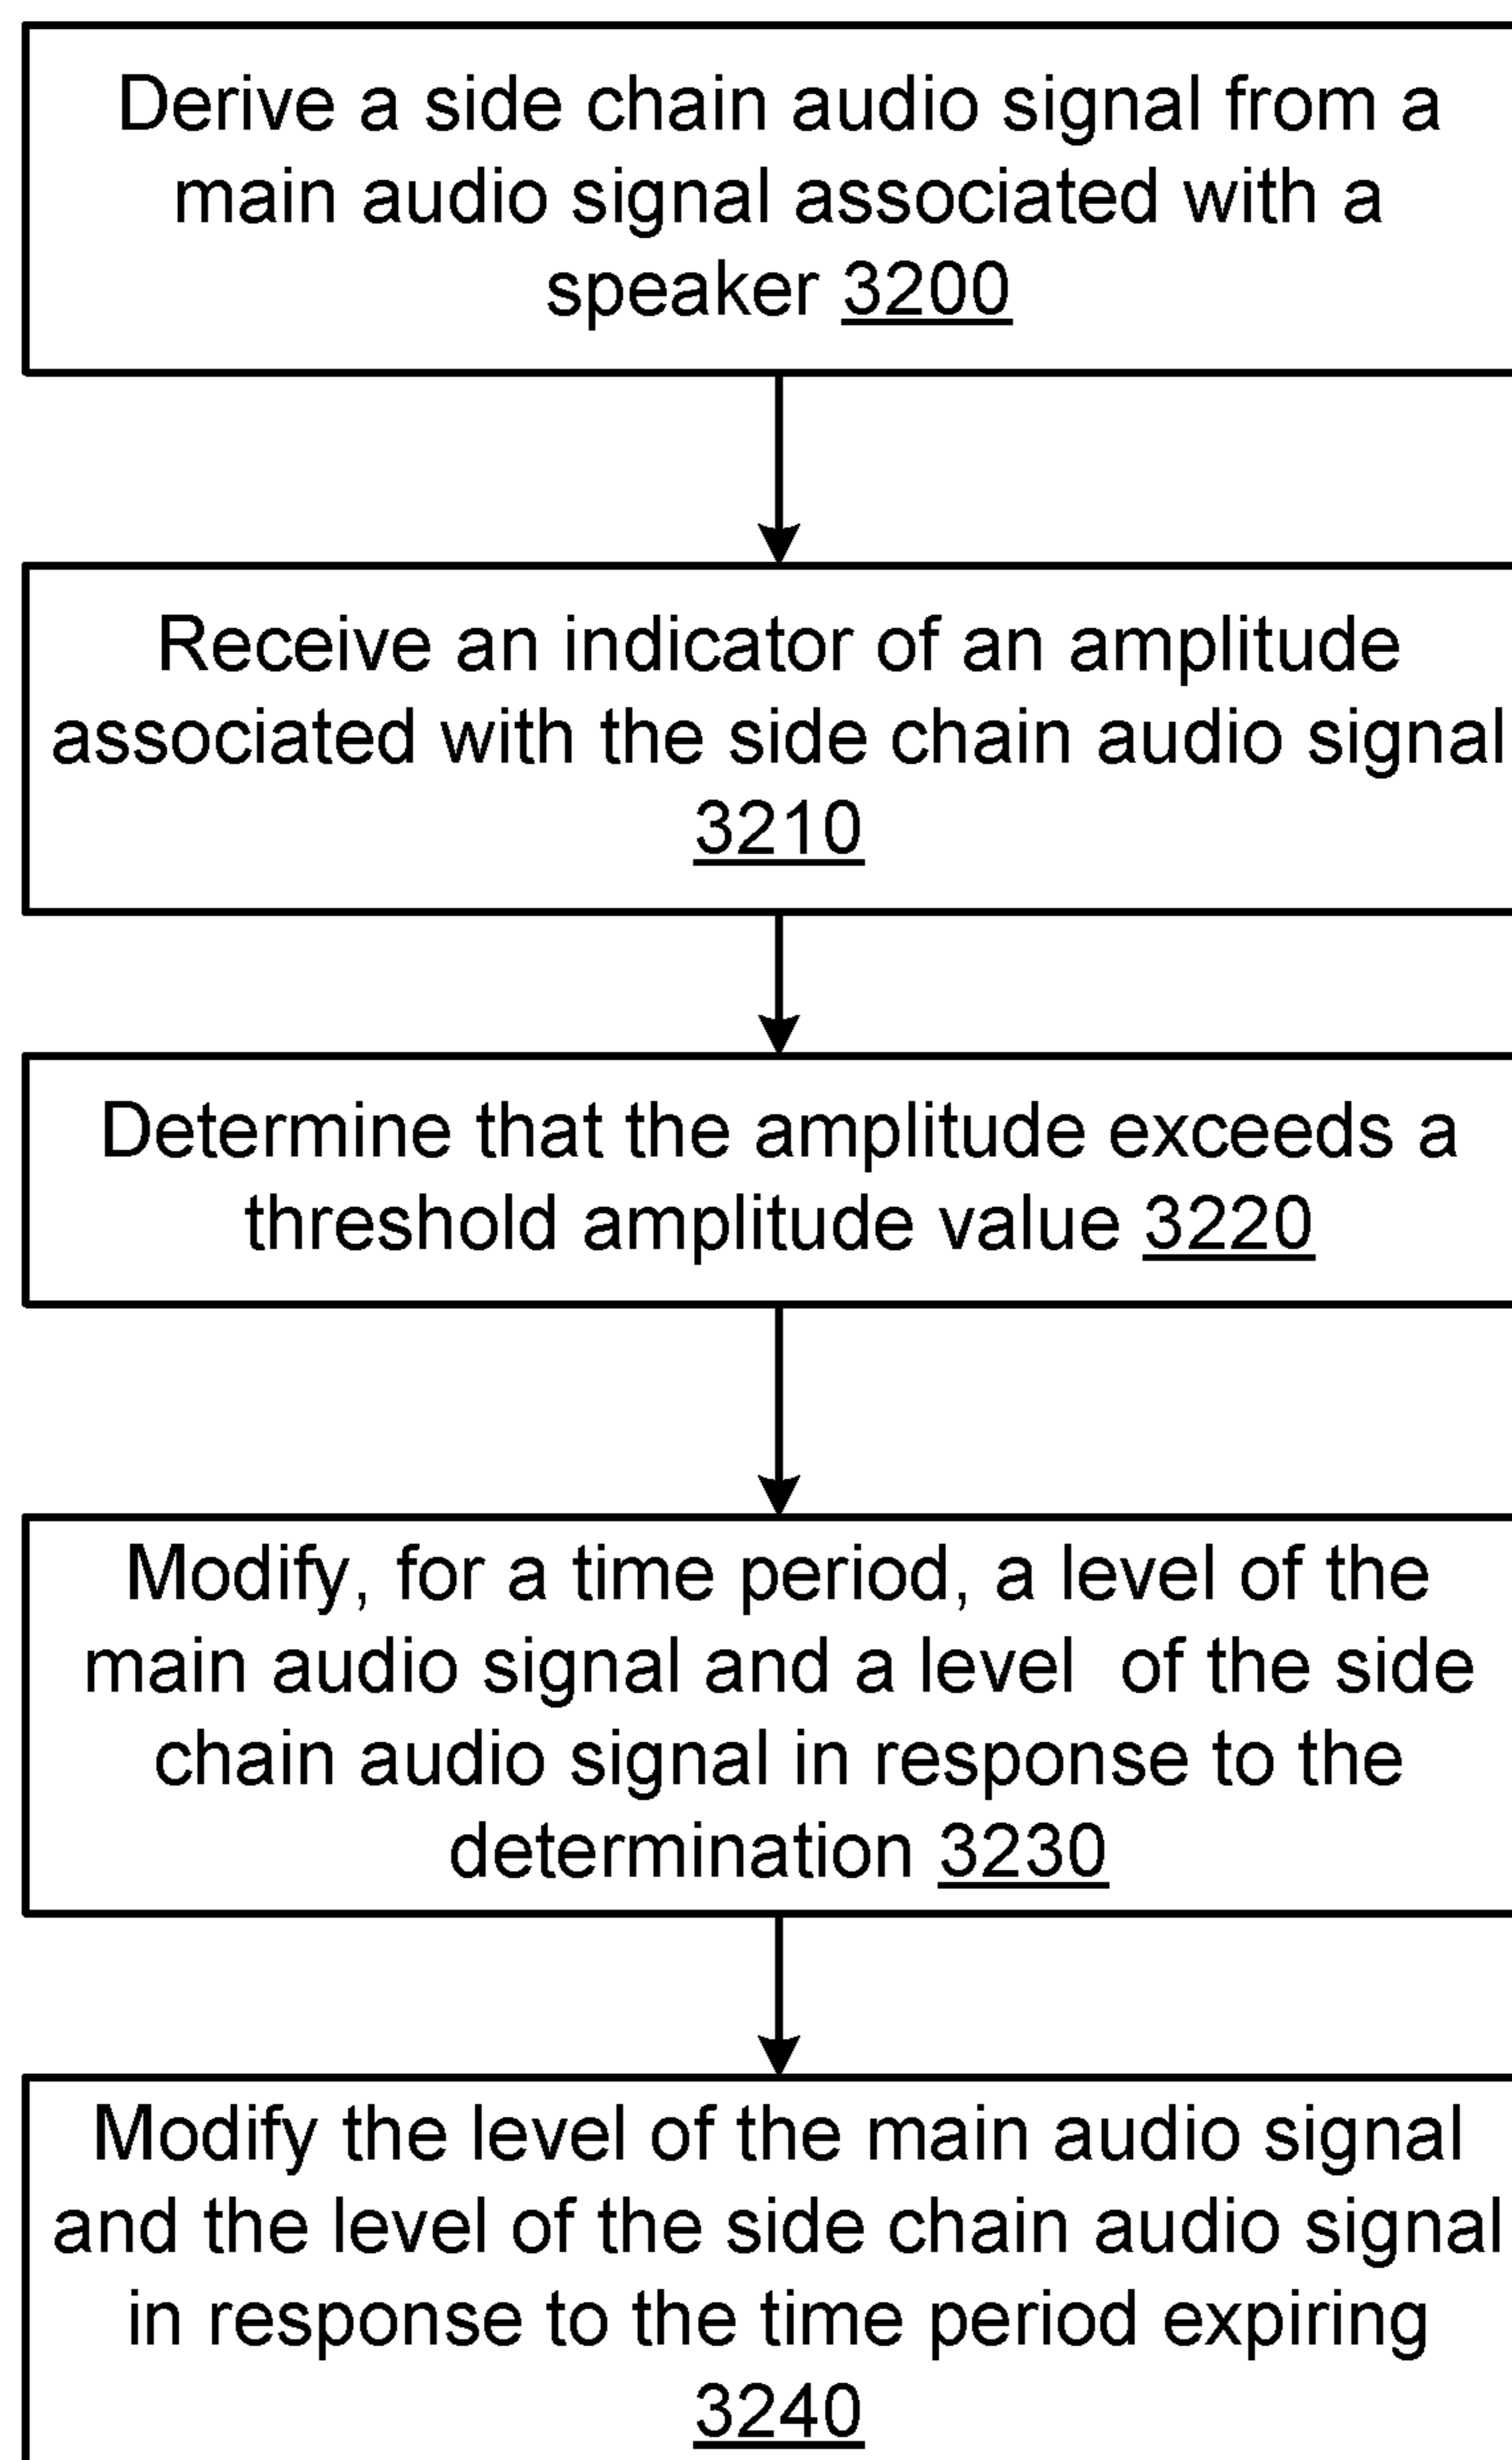 Derive a side chain audio signal from a
main audio signal associated with a
speaker 3200
Receive an indicator of an amplitude
associated with the side chain audio signal
3210
Determine that the amplitude exceeds a
threshold amplitude value 3220
Modify, for a time period, a level of the
main audio signal and a level  of the side
chain audio signal in response to the
determination 3230
Modify the level of the main audio signal
and the level of the side chain audio signal
in response to the time period expiring
3240